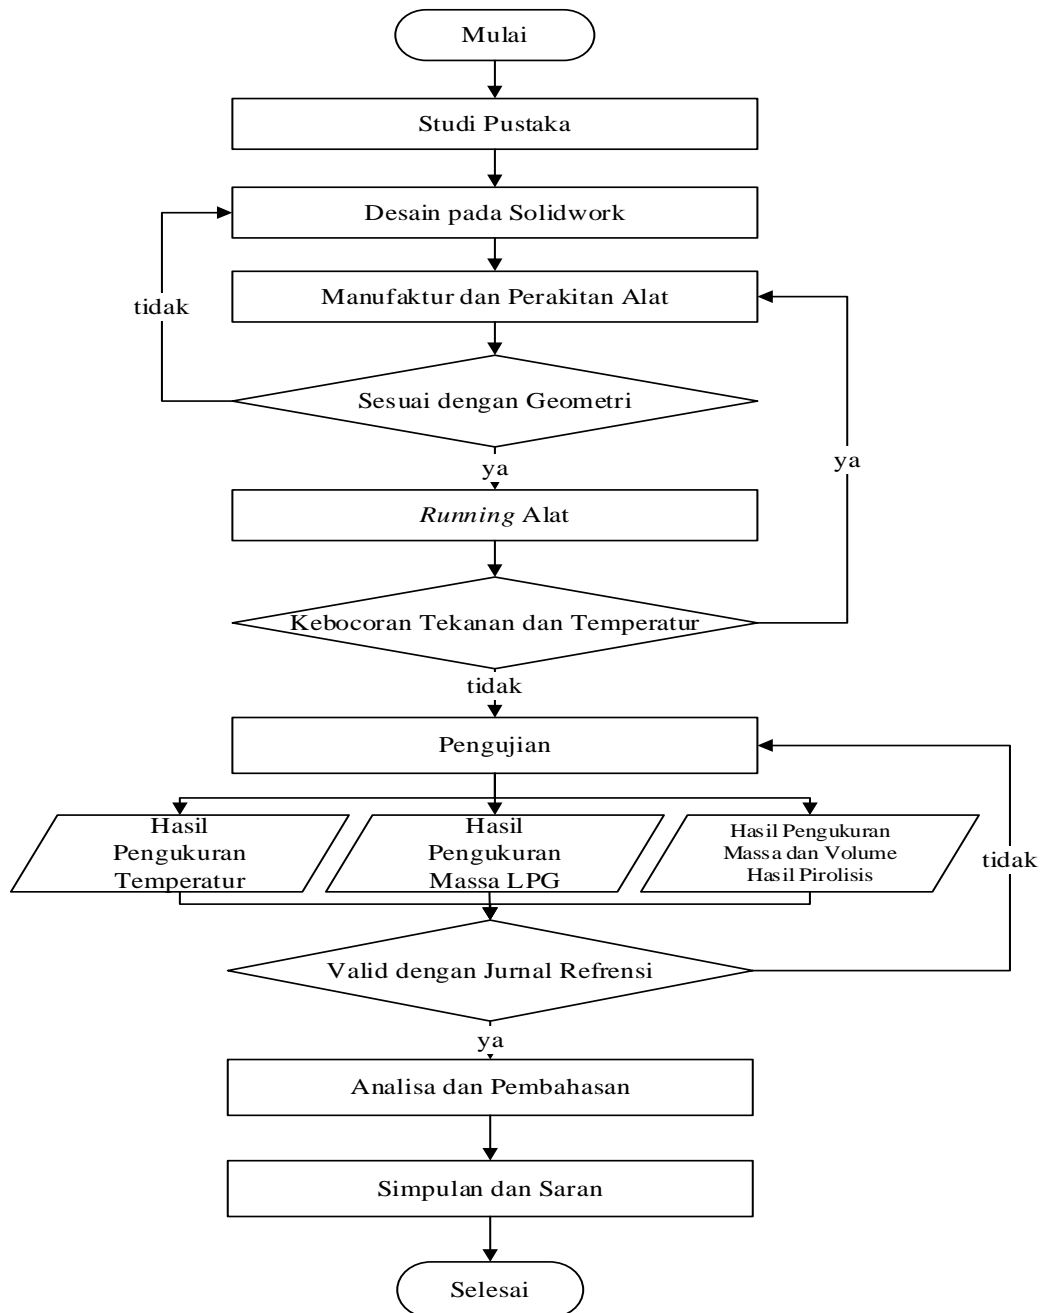 Mulai
Studi Pustaka
Desain pada Solidwork
Manufaktur dan Perakitan Alat
tidak
Sesuai dengan Geometri
ya
ya
Running Alat
Kebocoran Tekanan dan Temperatur
tidak
Pengujian
Hasil
Pengukuran
Temperatur
Hasil
Pengukuran
Massa LPG
Hasil Pengukuran
Massa dan Volume
Hasil Pirolisis
tidak
Valid dengan Jurnal Refrensi
ya
Analisa dan Pembahasan
Simpulan dan Saran
Selesai